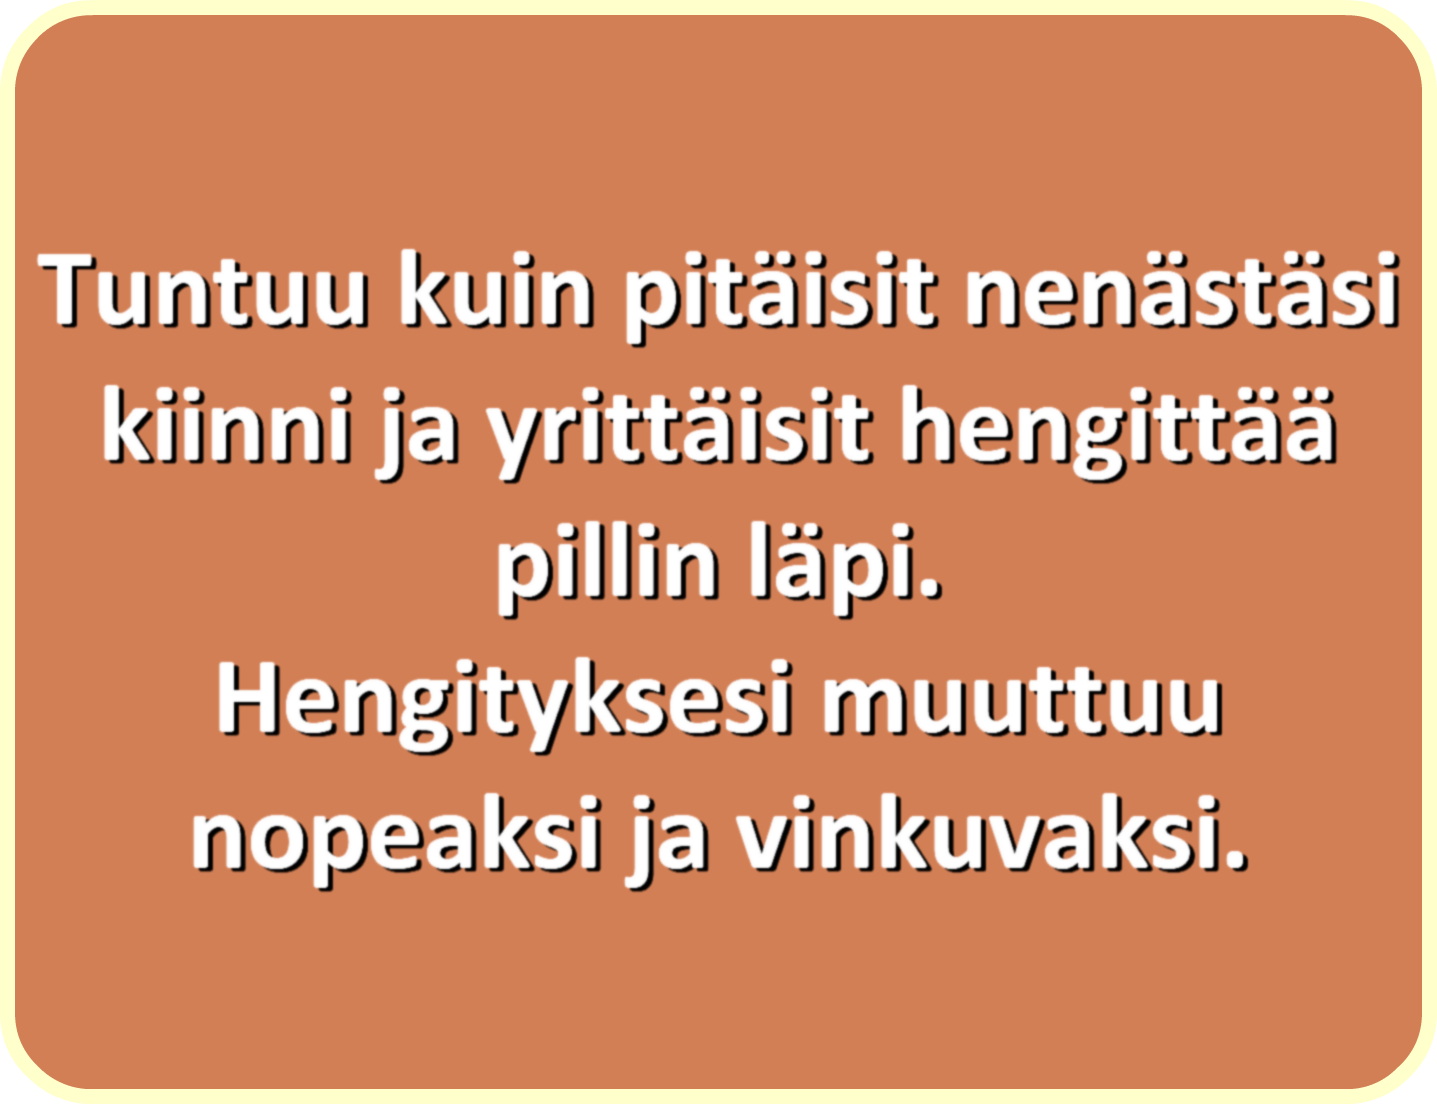 Tuntuu kuin pitäisit nenästäsi
kiinni ja yrittäisit hengittää
pillin läpi.
Hengityksesi muuttuu
nopeaksi ja vinkuvaksi.